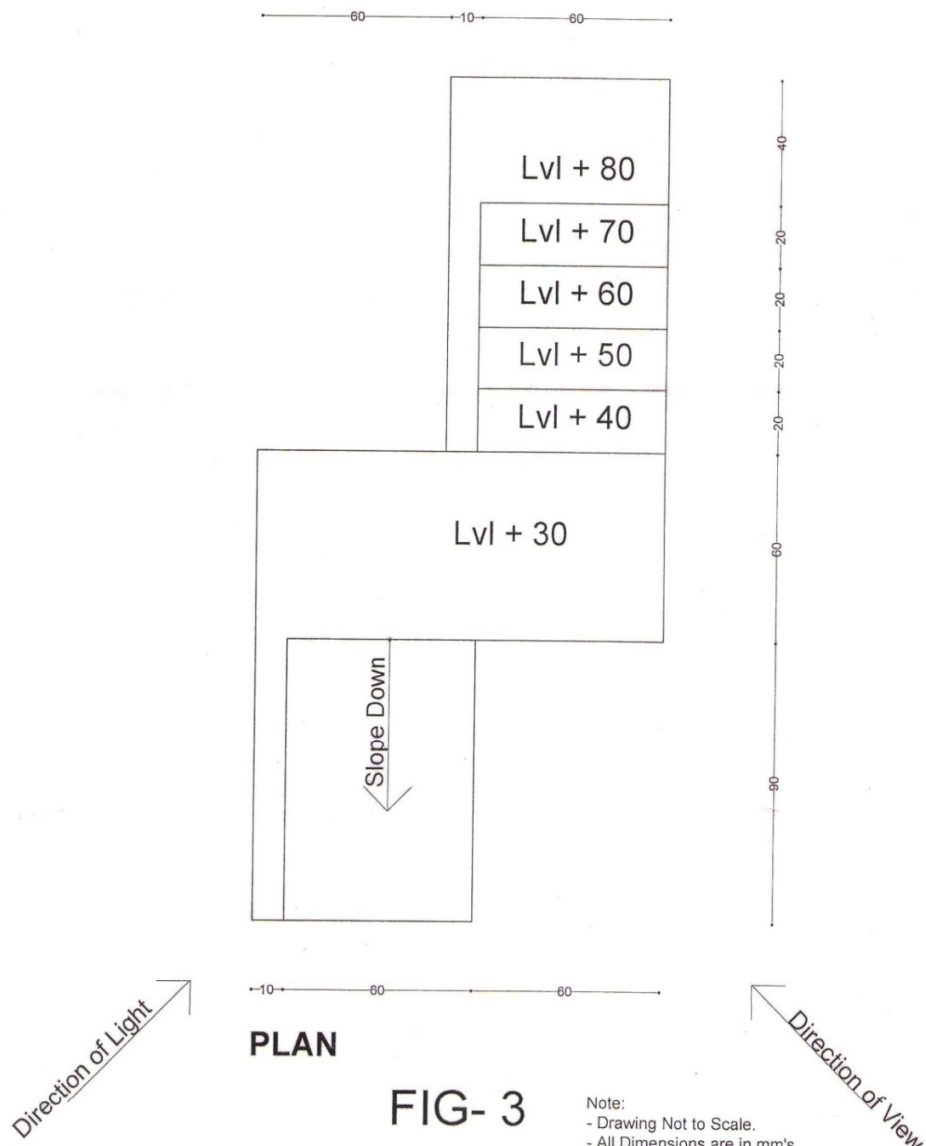 60 10 60
Lvl + 80
40
Lvl + 70
20
Lvl + 60
20
Lvl + 50
20
Lvl + 40
20
Lvl + 30
60
Slope Down
90
10 60 60
Direction of Light
PLAN
Direction of View
FIG- 3
Note:
- Drawing Not to Scale.
- All Dimensions are in mm's